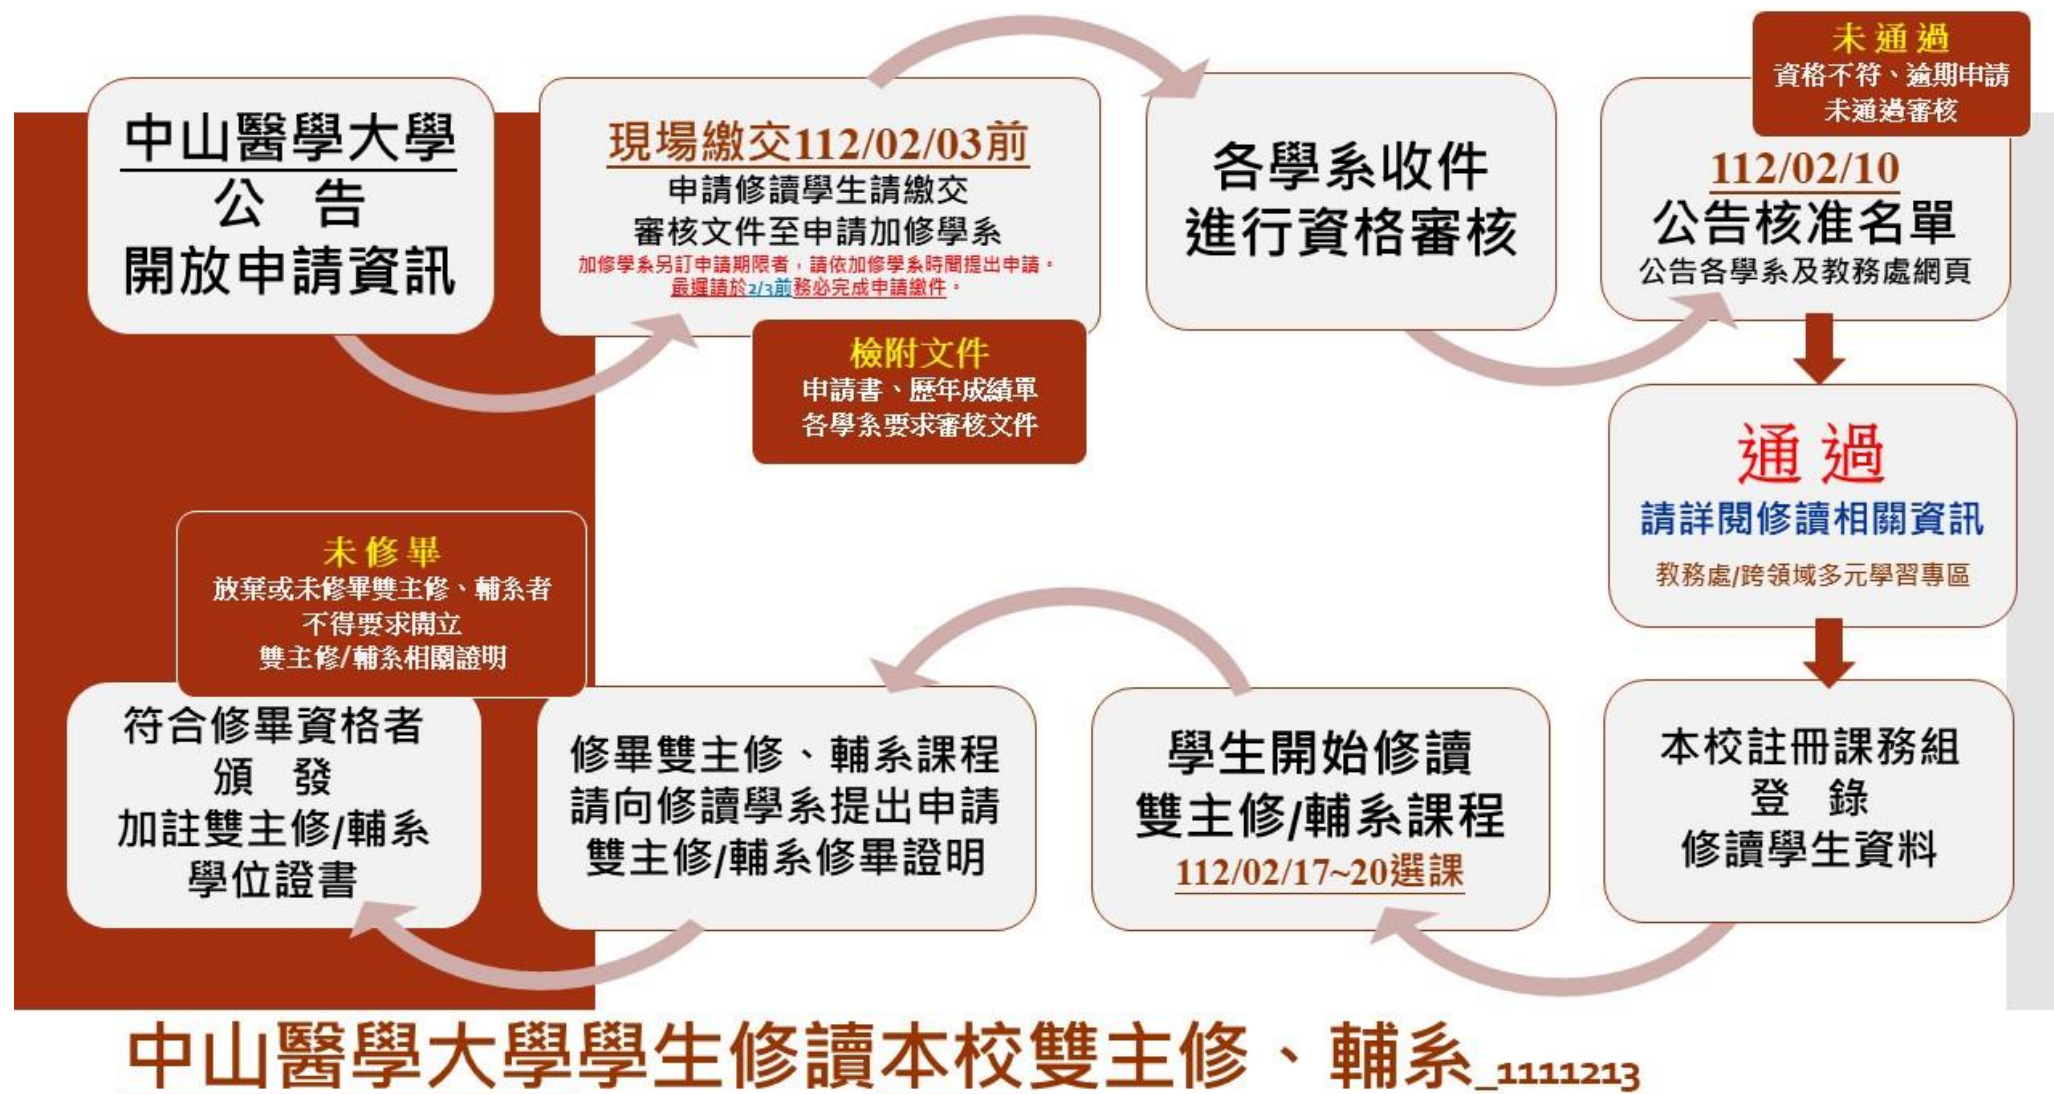 中山醫學大學
公 告
開放申請資訊
現場繳交112/02/03前
申請修讀學生請繳交
審核文件至申請加修學系
加修學系另訂申請期限者，請依加修學系時間提出申請。
最遲請於2/3前務必完成申請繳件。
檢附文件
申請書、歷年成績單
各學系要求審核文件
各學系收件
進行資格審核
未通過
資格不符、逾期申請
未通過審核
112/02/10
公告核准名單
公告各學系及教務處網頁
通過
請詳閱修讀相關資訊
教務處/跨領域多元學習專區
本校註冊課務組
登 錄
修讀學生資料
學生開始修讀
雙主修/輔系課程
112/02/17~20選課
修畢雙主修、輔系課程
請向修讀學系提出申請
雙主修/輔系修畢證明
未修畢
放棄或未修畢雙主修、輔系者
不得要求開立
雙主修/輔系相關證明
符合修畢資格者
頒 發
加註雙主修/輔系
學位證書
中山醫學大學學生修讀本校雙主修、輔系_1111213